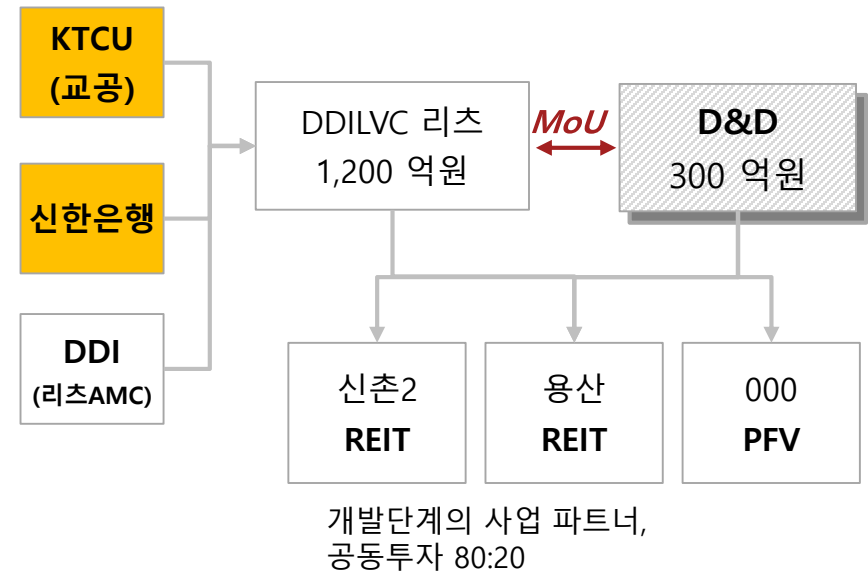 KTCU
(교공)
신한은행
DDI
(리츠AMC)
DDILVC 리츠
1,200 억원
MoU
D&D
300 억원
신촌2
REIT
용산
REIT
000
PFV
개발단계의 사업 파트너,
공동투자 80:20